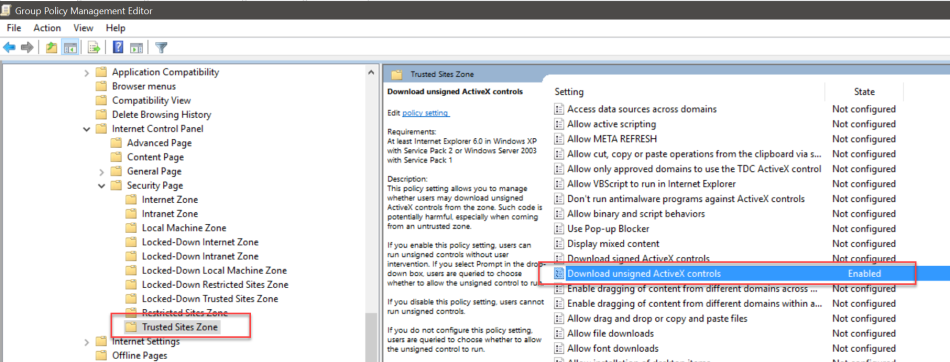 Group Policy Management Editor
File Action View Help
Application Compatibility
Browser menus
Compatibility View
Delete Browsing History
Internet Control Panel
Advanced Page
Content Page
General Page
Security Page
Internet Zone
Intranet Zone
Local Machine Zone
Locked-Down Internet Zone
Locked-Down Intranet Zone
Locked-Down Local Machine Zone
Locked-Down Restricted Sites Zone
Locked-Down Trusted Sites Zone
Restricted Sites Zone
Trusted Sites Zone
Internet Settings
Offline Pages
Trusted Sites Zone
Download unsigned ActiveX controls
Edit policy setting
Requirements:
At least Internet Explorer 6.0 in Windows XP
with Service Pack 2 or Windows Server 2003
with Service Pack 1
Description:
This policy setting allows you to manage
whether users may download unsigned
ActiveX controls from the zone. Such code is
potentially harmful, especially when coming
from an untrusted zone.
If you enable this policy setting, users can
run unsigned controls without user
intervention. If you select Prompt in the drop-
down box, users are queried to choose
whether to allow the unsigned control to run.
If you disable this policy setting, users cannot
run unsigned controls.
If you do not configure this policy setting,
users are queried to choose whether to allow
the unsigned control to run.
Setting State
Access data sources across domains Not configured
Allow active scripting Not configured
Allow META REFRESH Not configured
Allow cut, copy or paste operations from the clipboard via s... Not configured
Allow only approved domains to use the TDC ActiveX control Not configured
Allow VBScript to run in Internet Explorer Not configured
Don't run antimalware programs against ActiveX controls Not configured
Allow binary and script behaviors Not configured
Use Pop-up Blocker Not configured
Display mixed content Not configured
Download signed ActiveX controls Not configured
Download unsigned ActiveX controls Enabled
Enable dragging of content from different domains across ... Not configured
Enable dragging of content from different domains within a... Not configured
Allow drag and drop or copy and paste files Not configured
Allow file downloads Not configured
Allow font downloads Not configured
Allow installation of desktop items Not configured